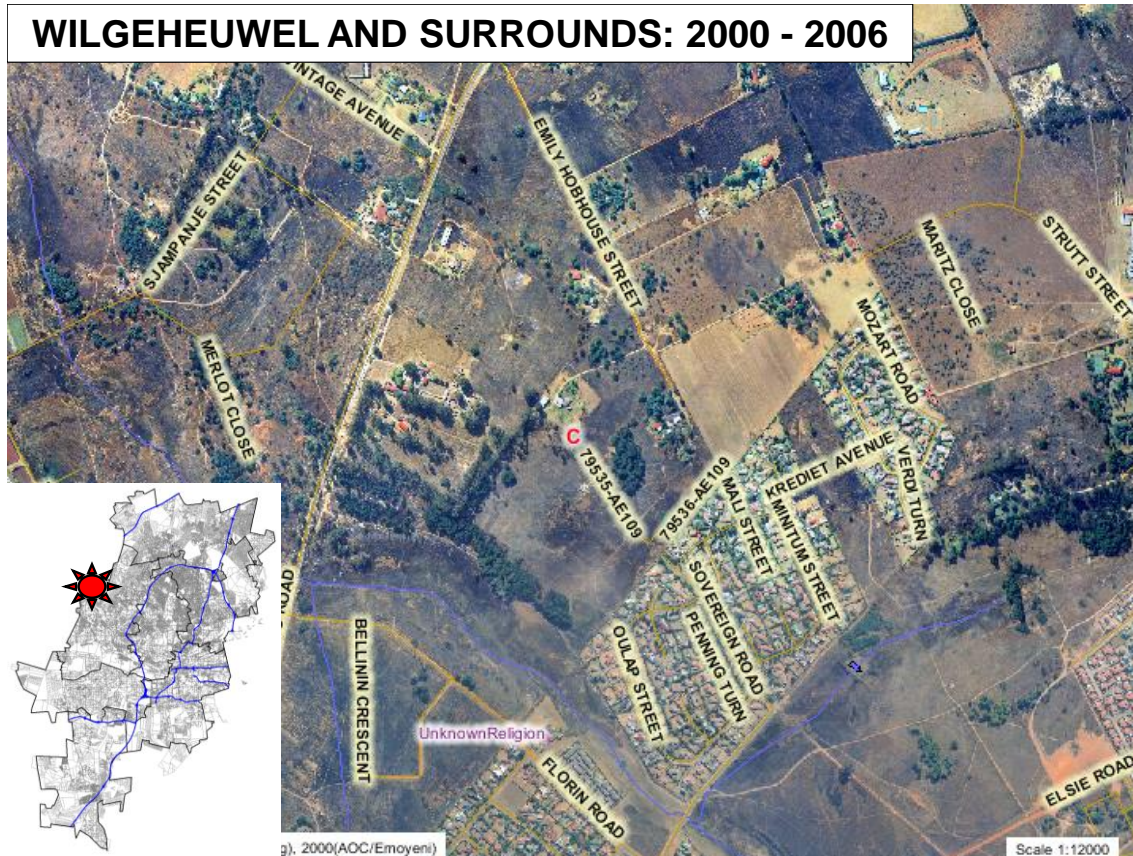 WILGEHEUWEL AND SURROUNDS: 2000 - 2006
INTAGE AVENUE
EMILY HOBHOUSE STREET
SJAMPANJE STREET
MARITZ CLOSE
STRUTT STREET
MERLOT CLOSE
MOZART ROAD
C
79535-AE109
79536-AE109
MALI STREET
KREDIET AVENUE
VERDI TURN
MINITUM STREET
SOVEREIGN ROAD
PENNING TURN
OULAP STREET
ROAD
BELLININ CRESCENT
UnknownReligion
FLORIN ROAD
ELSIE ROAD
g), 2000(AOC/Emoyeni)
Scale 1:12000